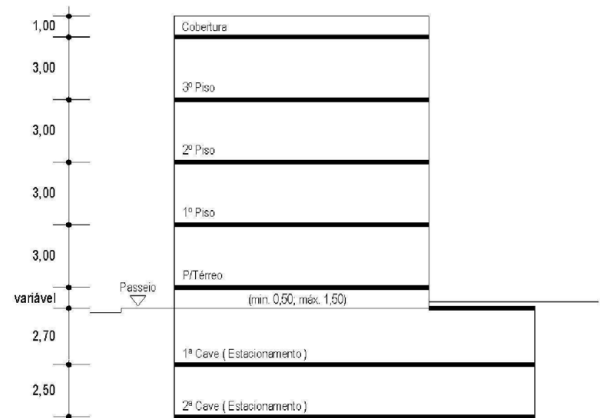 1,00
Cobertura
3,00
3º Piso
3,00
2º Piso
3,00
1º Piso
3,00
P/Térreo
variável
Passeio
(min. 0,50; máx. 1,50)
2,70
1ª Cave ( Estacionamento )
2,50
2ª Cave ( Estacionamento )